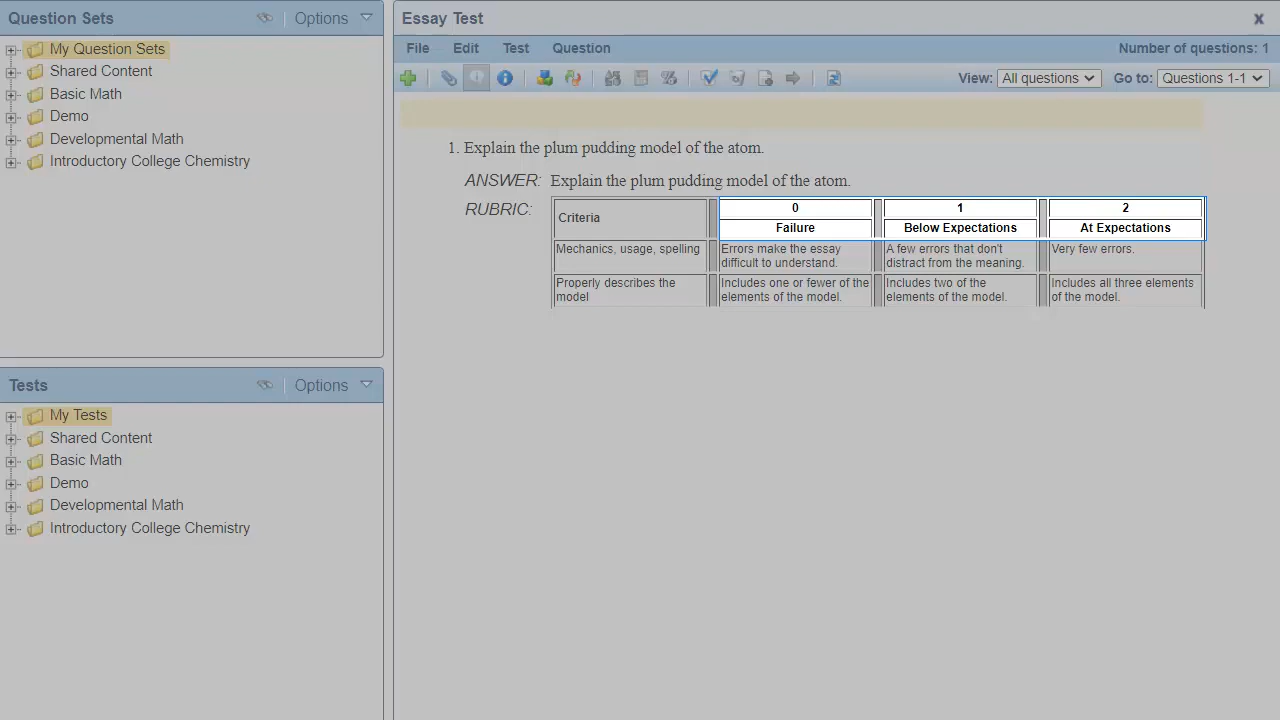 Question Sets
Options
My Question Sets
Shared Content
Basic Math
Demo
Developmental Math
Introductory College Chemistry
Tests
Options
My Tests
Shared Content
Basic Math
Demo
Developmental Math
Introductory College Chemistry
Essay Test
x
File Edit Test Question Number of questions: 1
View: All questions Go to: Questions 1-1
1. Explain the plum pudding model of the atom.
ANSWER: Explain the plum pudding model of the atom.
RUBRIC:
Criteria
0 1 2
Failure Below Expectations At Expectations
Mechanics, usage, spelling
Errors make the essay
difficult to understand.
A few errors that don't
distract from the meaning.
Very few errors.
Properly describes the
model
Includes one or fewer of the
elements of the model.
Includes two of the
elements of the model.
Includes all three elements
of the model.